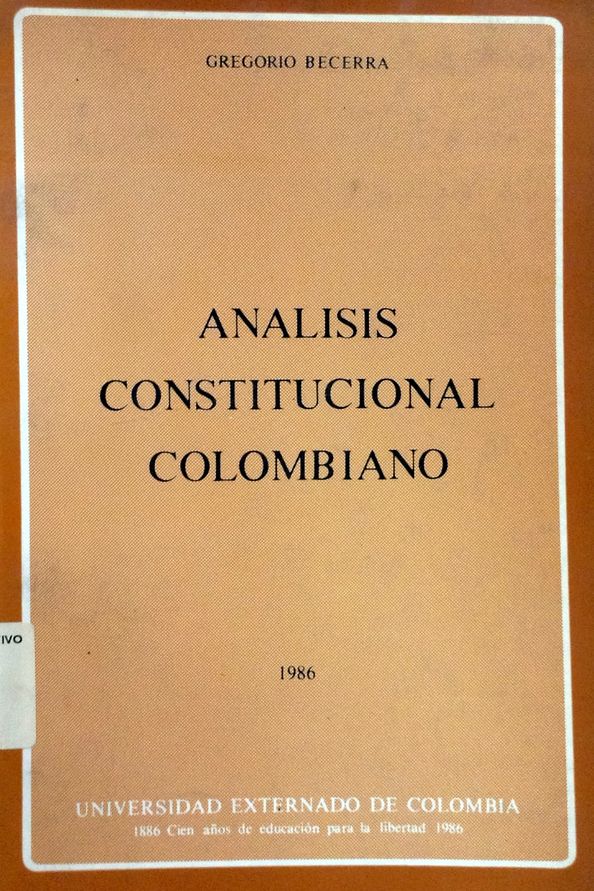 GREGORIO BECERRA
ANALISIS
CONSTITUCIONAL
COLOMBIANO
IVO
1986
UNIVERSIDAD EXTERNADO DE COLOMBIA
1886 Cien años de educación para la libertad 1986